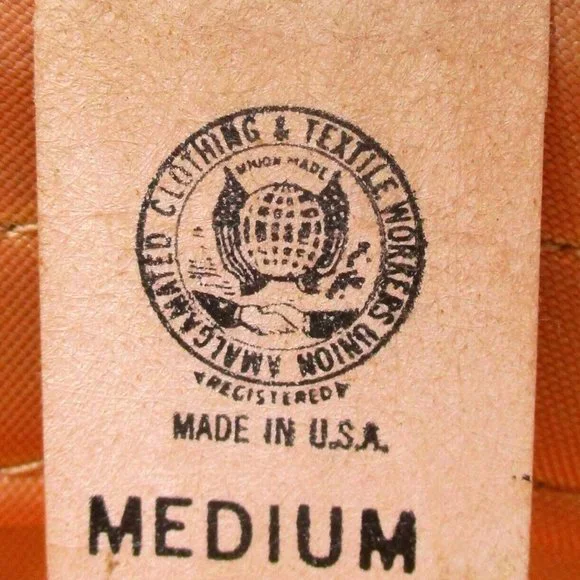 AMALGAMATED CLOTHING & TEXTILE WORKERS UNION
UNION MADE
REGISTERED
MADE IN U.S.A.
MEDIUM